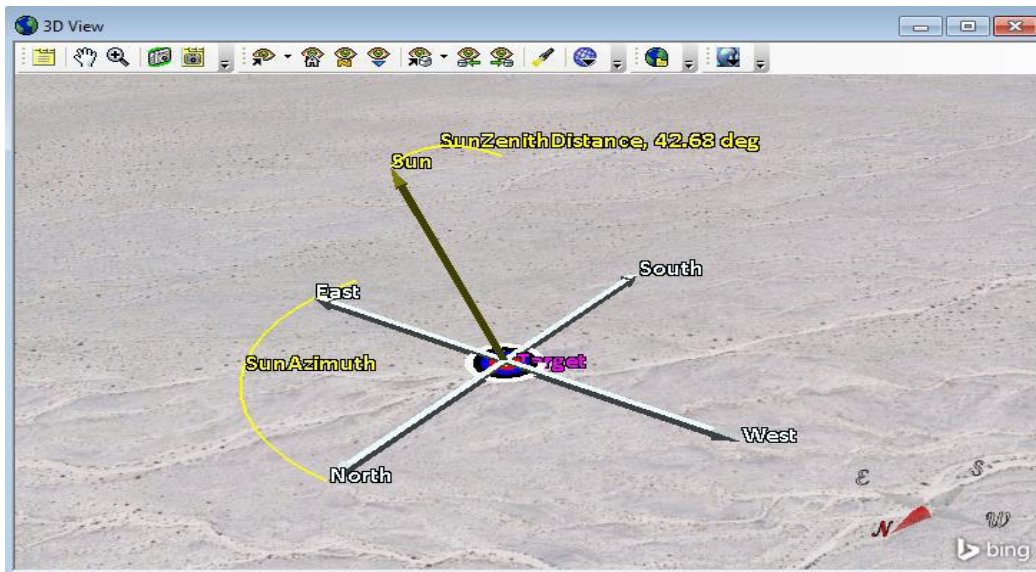 3D View
SunZenithDistance, 42.68 deg
Sun
South
East
Target
SunAzimuth
West
North
E
S
N
W
bing